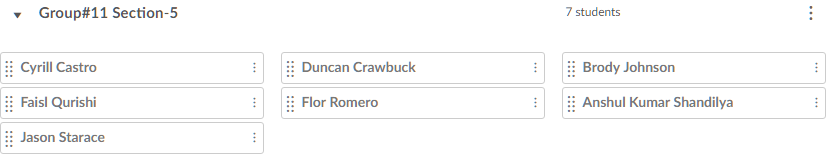 Group#11 Section-5 7 students
Cyrill Castro Duncan Crawbuck Brody Johnson
Faisl Qurishi Flor Romero Anshul Kumar Shandilya
Jason Starace